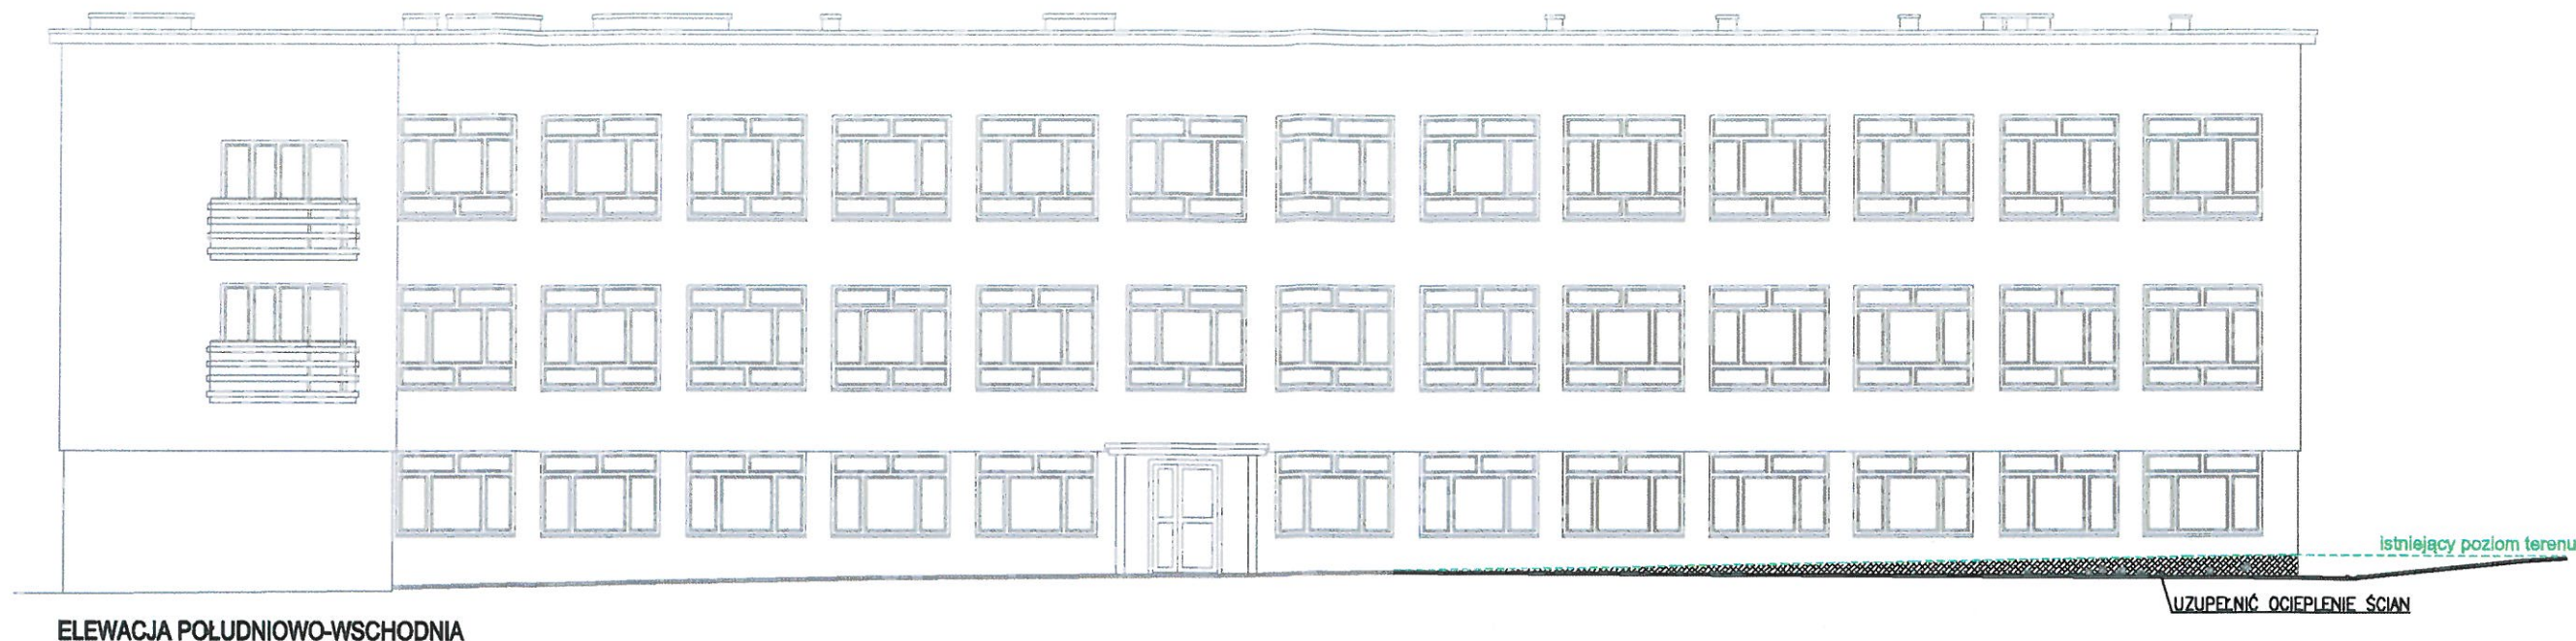 istniejący poziom terenu
UZUPEŁNIĆ OCIEPLENIE ŚCIAN
ELEWACJA POŁUDNIOWO-WSCHODNIA